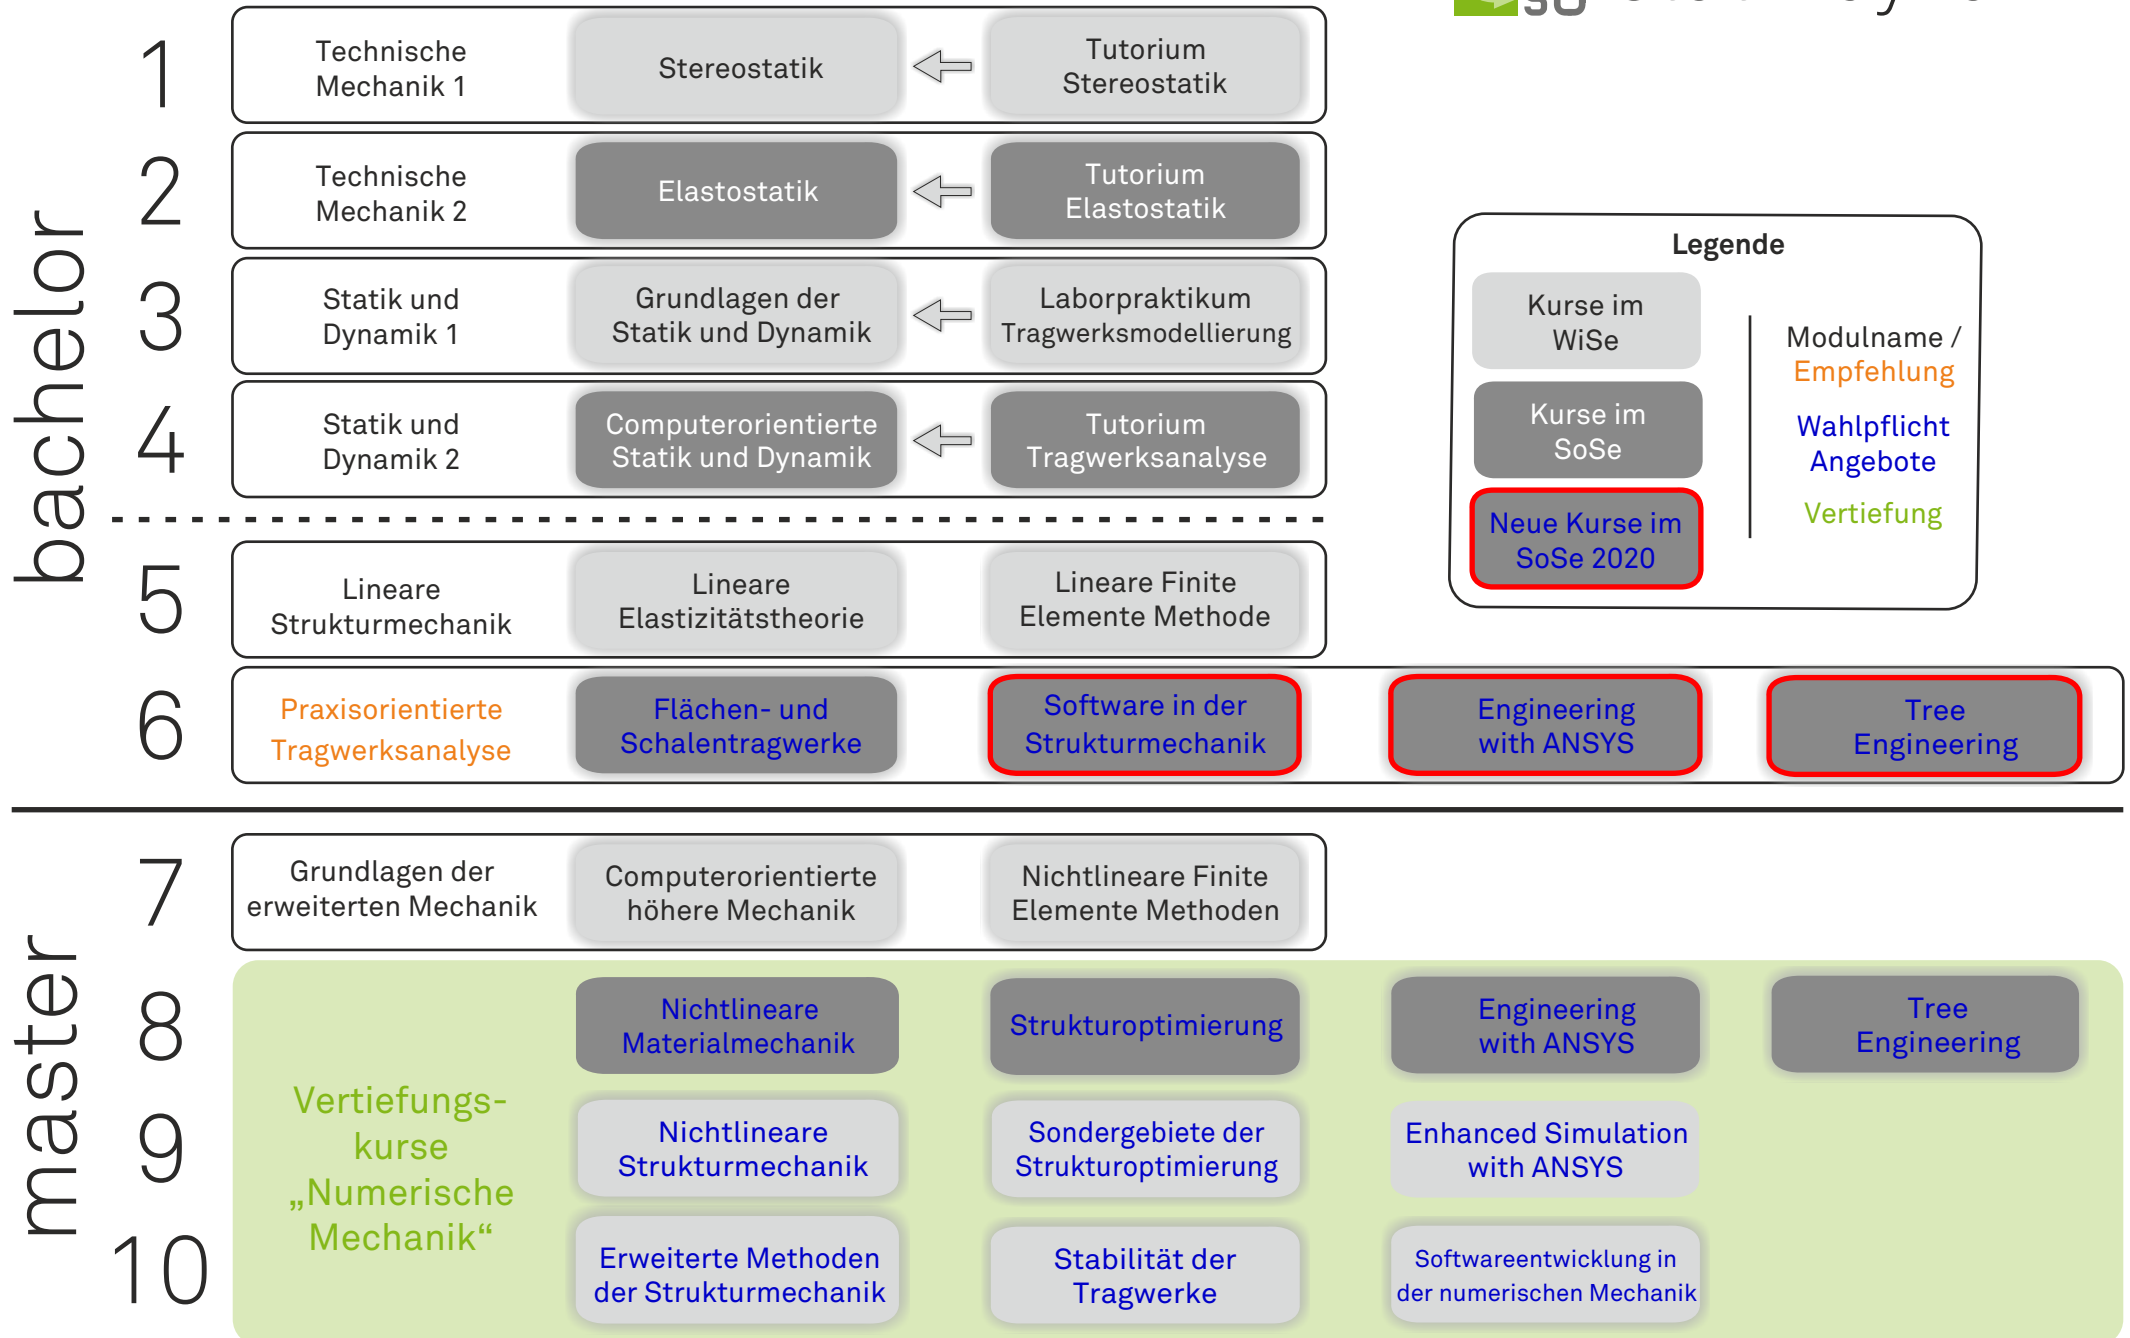 bachelor
1
Technische
Mechanik 1
Stereostatik
Tutorium
Stereostatik
2
Technische
Mechanik 2
Elastostatik
Tutorium
Elastostatik
3
Statik und
Dynamik 1
Grundlagen der
Statik und Dynamik
Laborpraktikum
Tragwerksmodellierung
4
Statik und
Dynamik 2
Computerorientierte
Statik und Dynamik
Tutorium
Tragwerksanalyse
Legende
Kurse im
WiSe
Kurse im
SoSe
Neue Kurse im
SoSe 2020
Modulname /
Empfehlung
Wahlpflicht
Angebote
Vertiefung
5
Lineare
Strukturmechanik
Lineare
Elastizitätstheorie
Lineare Finite
Elemente Methode
6
Praxisorientierte
Tragwerksanalyse
Flächen- und
Schalentragwerke
Software in der
Strukturmechanik
Engineering
with ANSYS
Tree
Engineering
master
7
Grundlagen der
erweiterten Mechanik
Computerorientierte
höhere Mechanik
Nichtlineare Finite
Elemente Methoden
Vertiefungs-
kurse
„Numerische
Mechanik“
8
Nichtlineare
Materialmechanik
Strukturoptimierung
Engineering
with ANSYS
Tree
Engineering
9
Nichtlineare
Strukturmechanik
Sondergebiete der
Strukturoptimierung
Enhanced Simulation
with ANSYS
10
Erweiterte Methoden
der Strukturmechanik
Stabilität der
Tragwerke
Softwareentwicklung in
der numerischen Mechanik